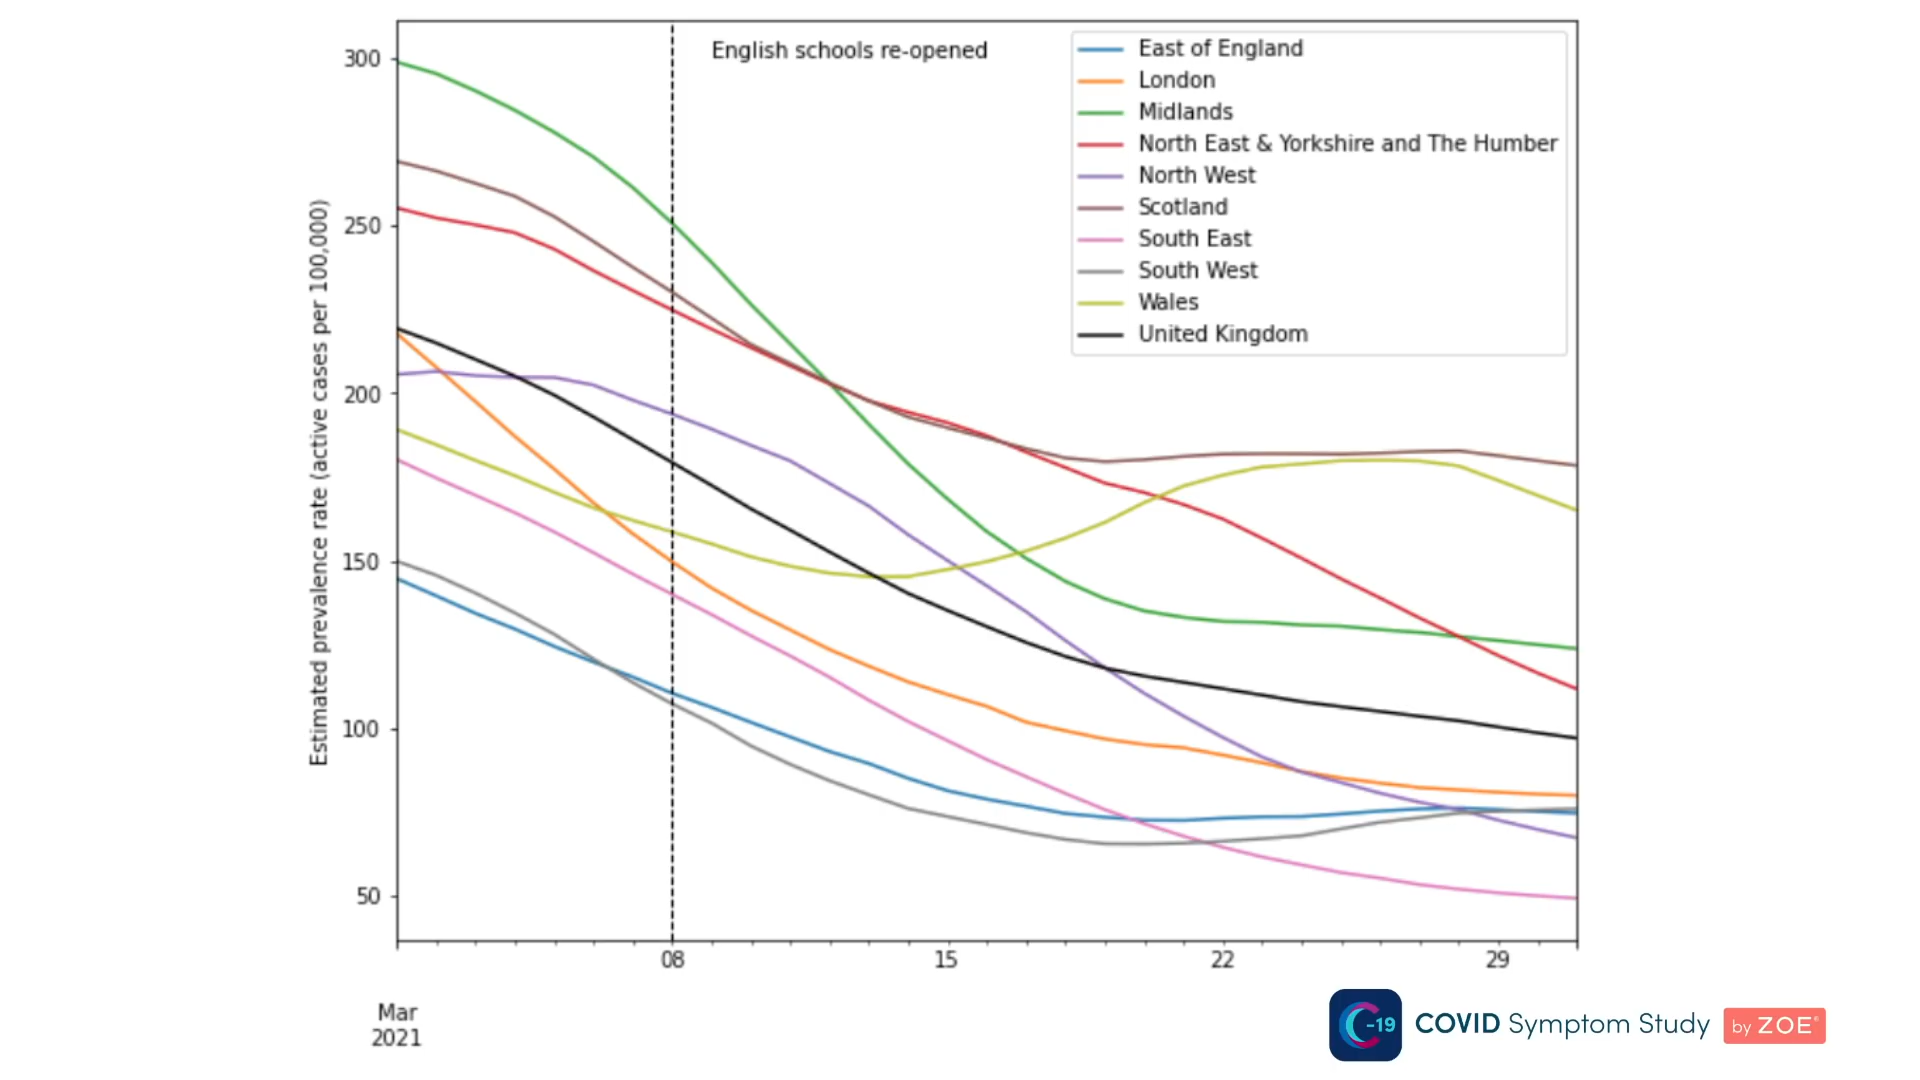 English schools re-opened
East of England
London
Midlands
North East & Yorkshire and The Humber
North West
Scotland
South East
South West
Wales
United Kingdom
Estimated prevalence rate (active cases per 100,000)
300
250
200
150
100
50
08
15
22
29
Mar
2021
C-19
COVID Symptom Study
by ZOE